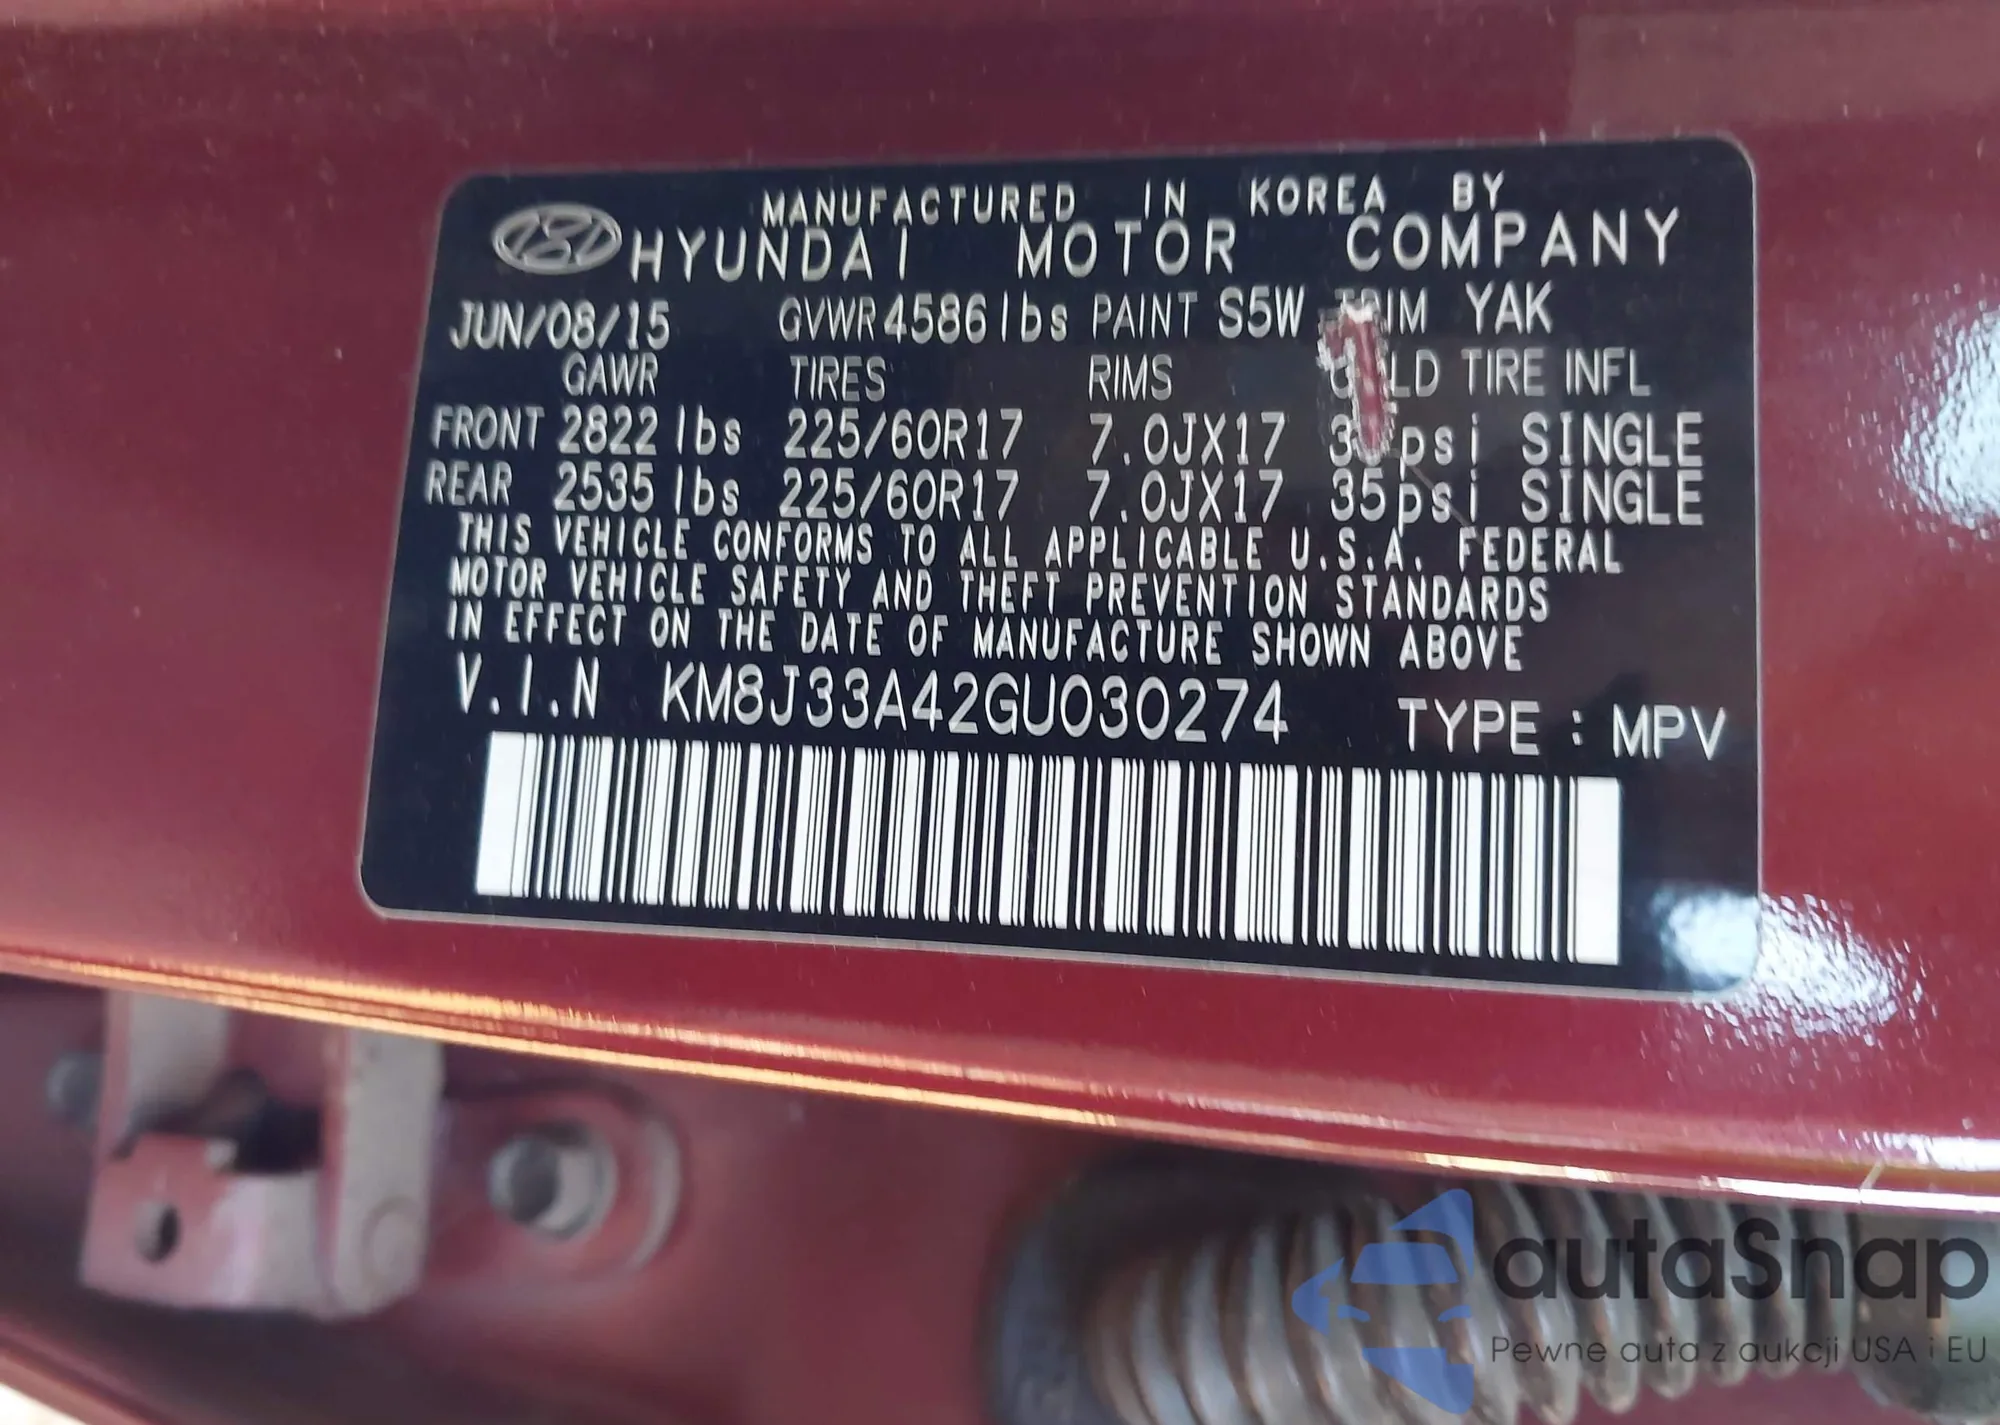 MANUFACTURED IN KOREA BY
HYUNDAI MOTOR COMPANY
JUN/08/15 GVWR 4586 lbs PAINT S5W YAK
GAWR TIRES RIMS TIRE INFL
FRONT 2822 lbs 225/60R17 7.0JX17 psi SINGLE
REAR 2535 lbs 225/60R17 7.0JX17 35psi SINGLE
THIS VEHICLE CONFORMS TO ALL APPLICABLE U.S.A. FEDERAL
MOTOR VEHICLE SAFETY AND THEFT PREVENTION STANDARDS
IN EFFECT ON THE DATE OF MANUFACTURE SHOWN ABOVE
V.I.N KM8J33A42GU030274 TYPE : MPV
autaSnap
Pewne auta z aukcji USA i EU